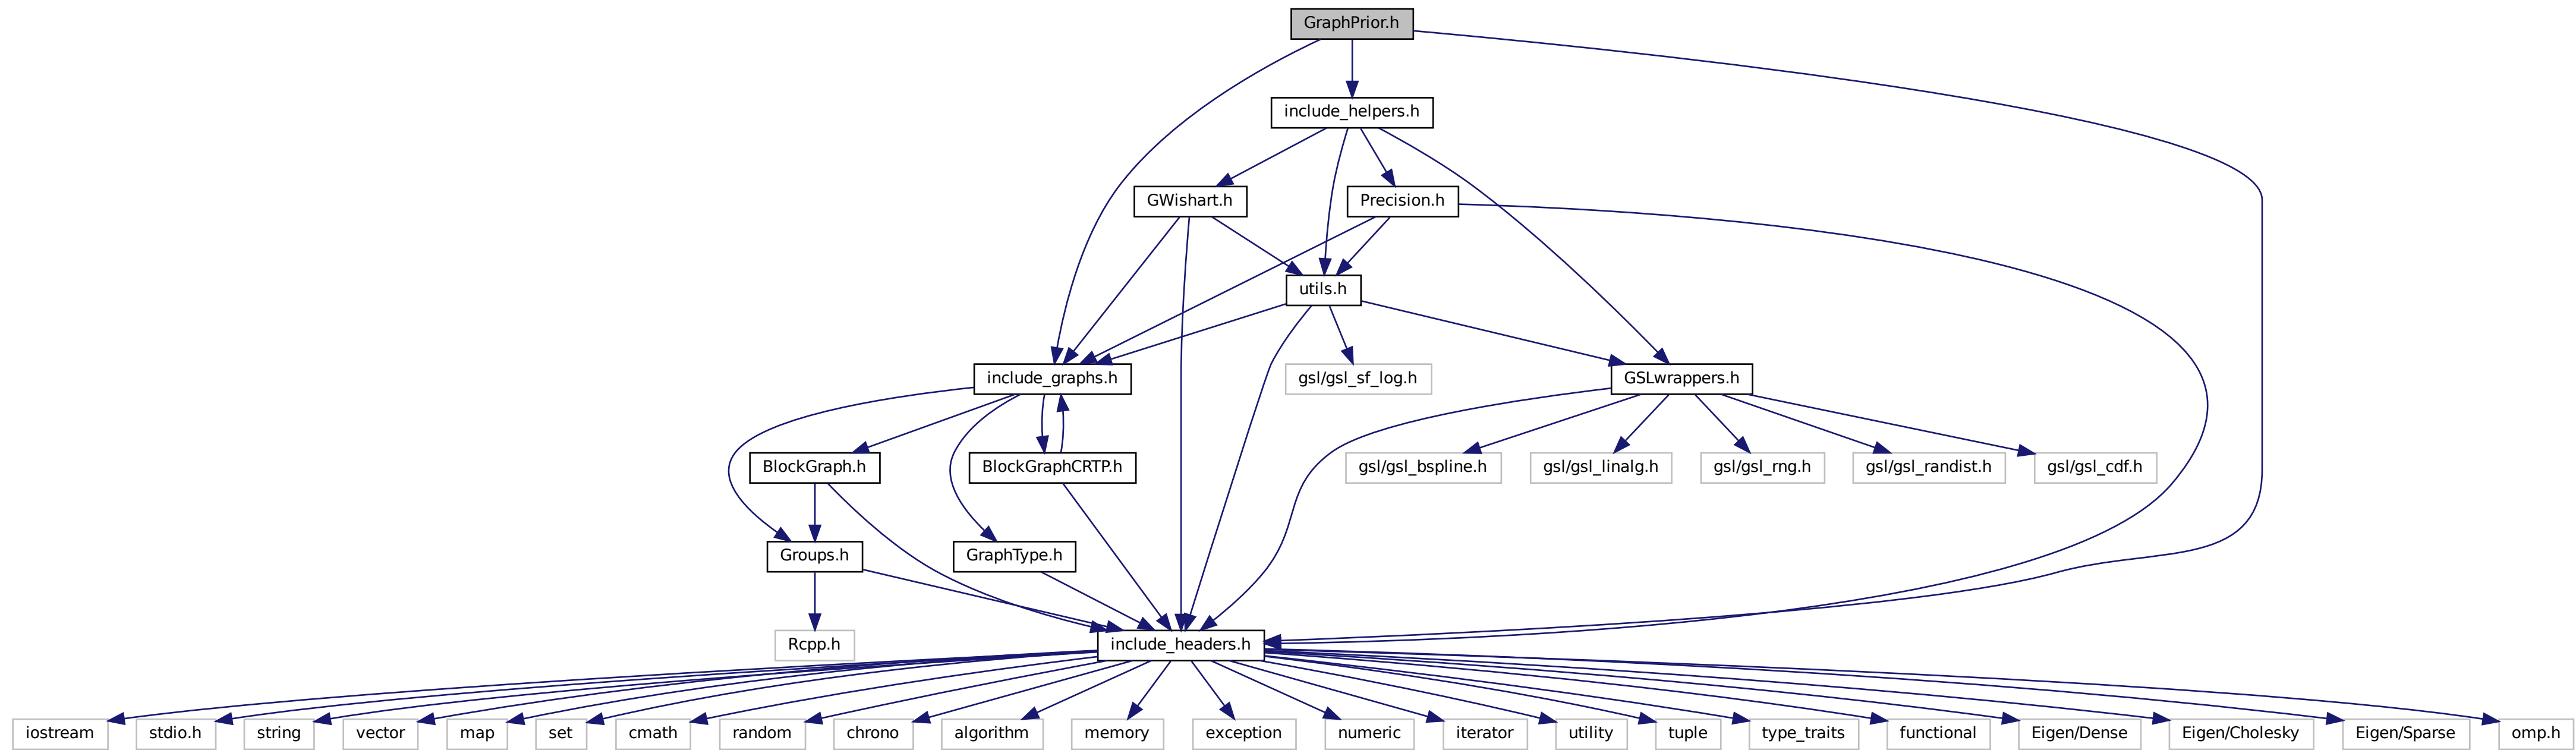 GraphPrior.h
include_helpers.h
GWishart.h
Precision.h
utils.h
include_graphs.h
gsl/gsl_sf_log.h
GSLwrappers.h
BlockGraph.h
BlockGraphCRTP.h
gsl/gsl_bspline.h
gsl/gsl_linalg.h
gsl/gsl_rng.h
gsl/gsl_randist.h
gsl/gsl_cdf.h
Groups.h
GraphType.h
Rcpp.h
include_headers.h
iostream
stdio.h
string
vector
map
set
cmath
random
chrono
algorithm
memory
exception
numeric
iterator
utility
tuple
type_traits
functional
Eigen/Dense
Eigen/Cholesky
Eigen/Sparse
omp.h